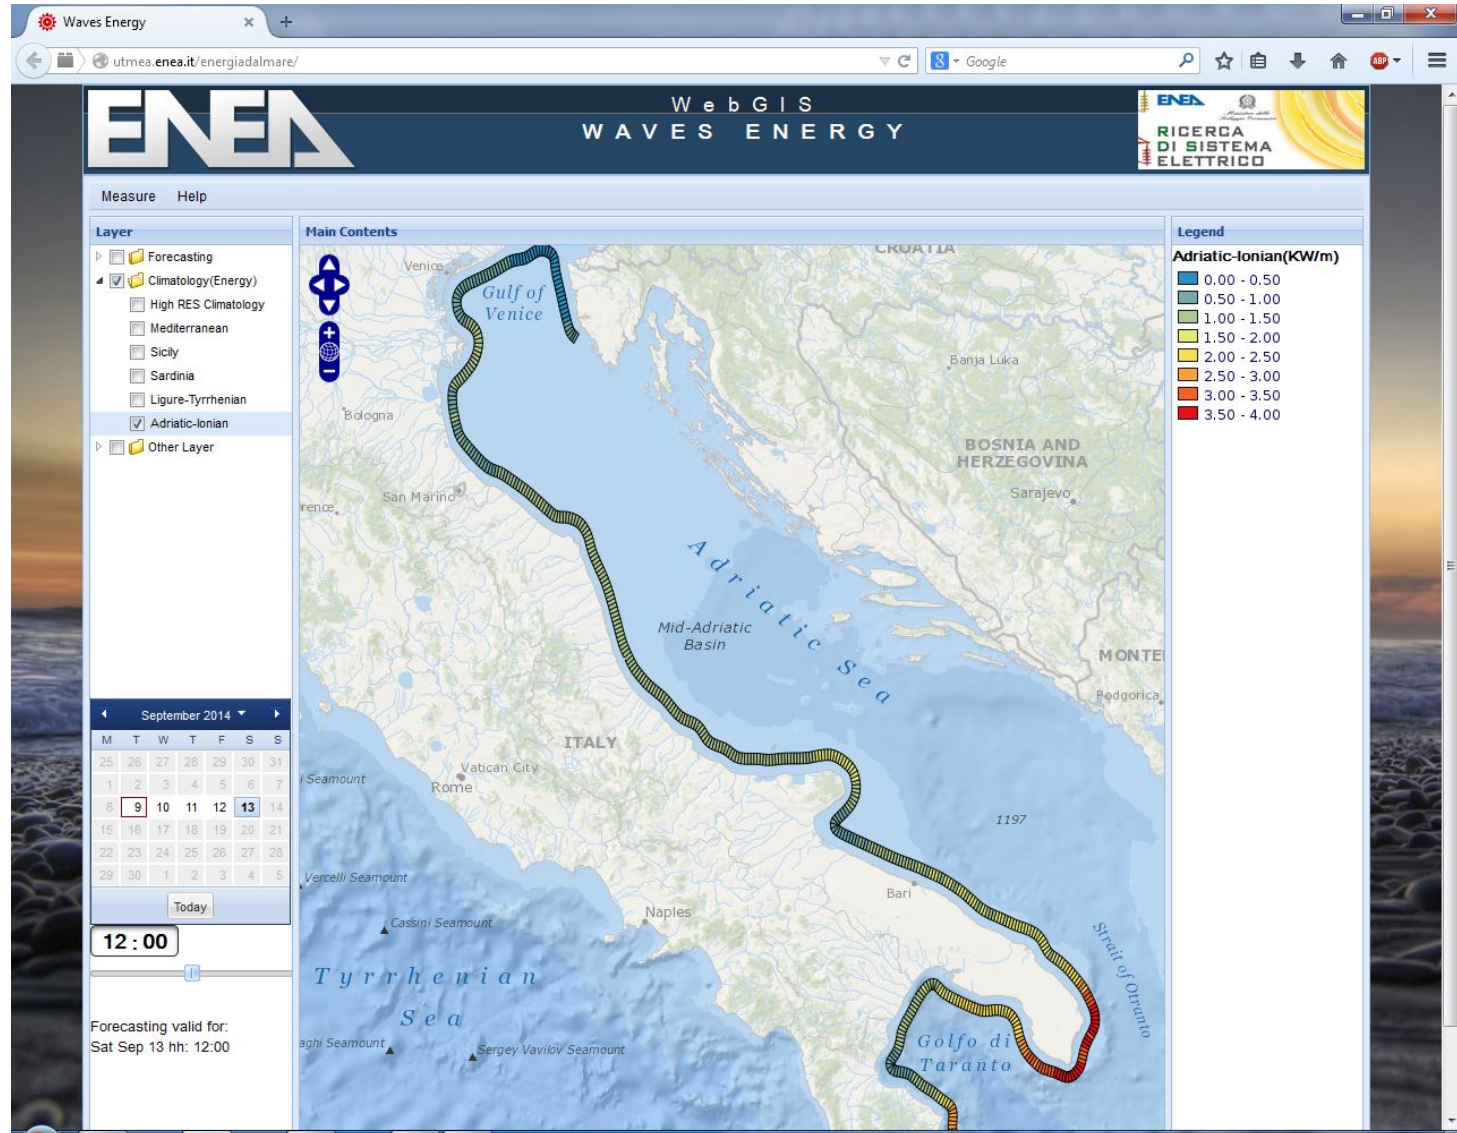 Waves Energy
utmea.enea.it/energiadalmare/
Google
ABP
ENEA
WebGIS
WAVES ENERGY
ENEA
RICERCA
DI SISTEMA
ELETTRICO
Measure Help
Layer
Forecasting
Climatology(Energy)
High RES Climatology
Mediterranean
Sicily
Sardinia
Ligure-Tyrrhenian
Adriatic-Ionian
Other Layer
September 2014
M T W T F S S
25 26 27 28 29 30 31
1 2 3 4 5 6 7
8 9 10 11 12 13 14
15 16 17 18 19 20 21
22 23 24 25 26 27 28
29 30 1 2 3 4 5
Today
12 : 00
Forecasting valid for:
Sat Sep 13 hh: 12:00
Main Contents
CROATIA
Venice
Gulf of
Venice
Banja Luka
Bologna
BOSNIA AND
HERZEGOVINA
San Marino
Sarajevo
rence
Adriatic Sea
Mid-Adriatic
Basin
MONTE
Podgorica
ITALY
Vatican City
i Seamount
Rome
1197
Vercelli Seamount
Bari
Naples
Cassini Seamount
Strait of Otranto
Tyrrhenian
Sea
Golfo di
Taranto
aghi Seamount
Sergey Vavilov Seamount
Legend
Adriatic-Ionian(KW/m)
0.00 - 0.50
0.50 - 1.00
1.00 - 1.50
1.50 - 2.00
2.00 - 2.50
2.50 - 3.00
3.00 - 3.50
3.50 - 4.00